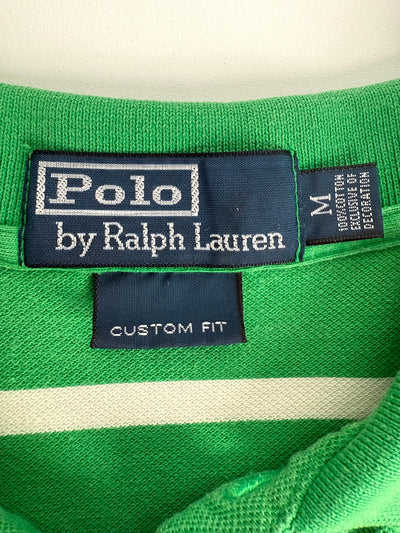 Polo
by Ralph Lauren
M
100% COTTON
EXCLUSIVE OF
DECORATION
CUSTOM FIT